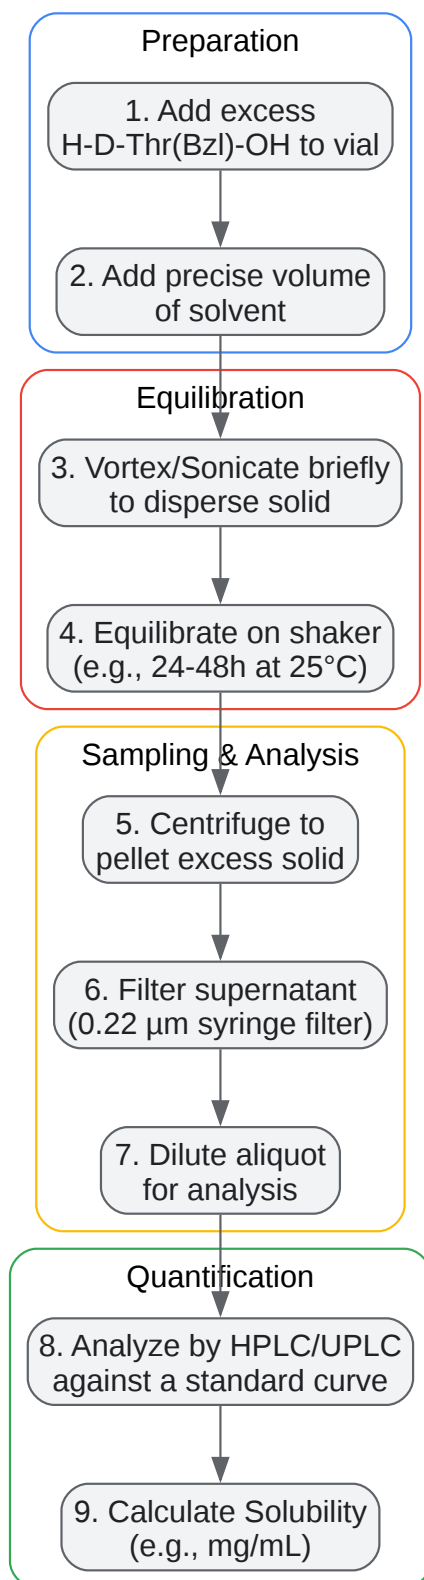 Preparation
1. Add excess
H-D-Thr(Bzl)-OH to vial
2. Add precise volume
of solvent
Equilibration
3. Vortex/Sonicate briefly
to disperse solid
4. Equilibrate on shaker
(e.g., 24-48h at 25°C)
Sampling & Analysis
5. Centrifuge to
pellet excess solid
6. Filter supernatant
(0.22 µm syringe filter)
7. Dilute aliquot
for analysis
Quantification
8. Analyze by HPLC/UPLC
against a standard curve
9. Calculate Solubility
(e.g., mg/mL)